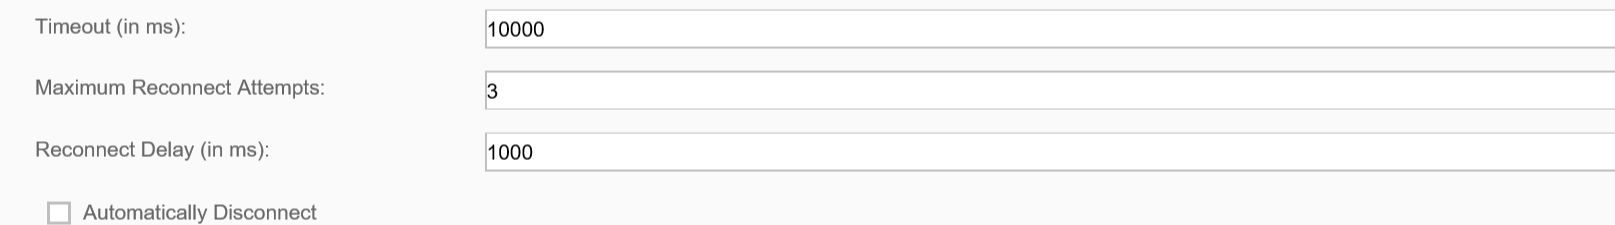 Timeout (in ms): 10000
Maximum Reconnect Attempts: 3
Reconnect Delay (in ms): 1000
Automatically Disconnect